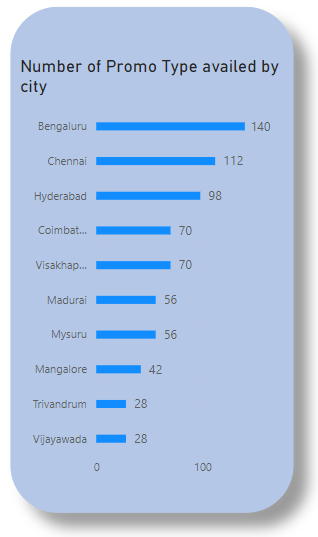 Number of Promo Type availed by
city
Bengaluru 140
Chennai 112
Hyderabad 98
Coimbat... 70
Visakhap... 70
Madurai 56
Mysuru 56
Mangalore 42
Trivandrum 28
Vijayawada 28
0 100